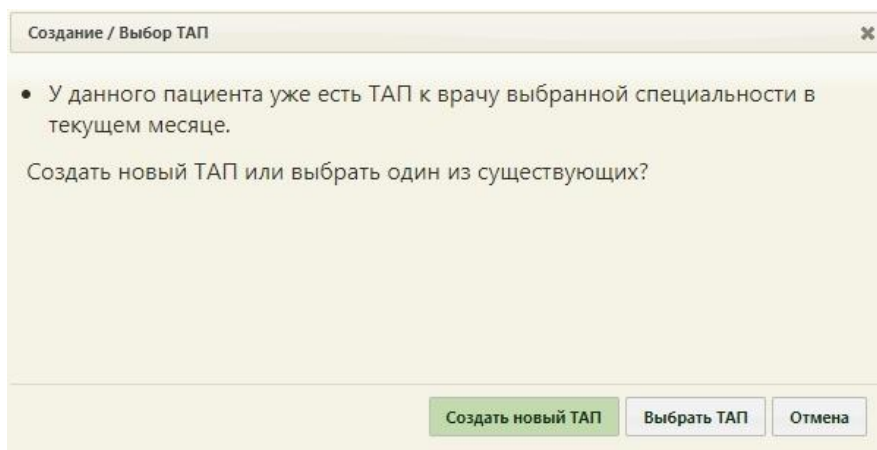 Создание / Выбор ТАП
• У данного пациента уже есть ТАП к врачу выбранной специальности в
текущем месяце.
Создать новый ТАП или выбрать один из существующих?
Создать новый ТАП Выбрать ТАП Отмена